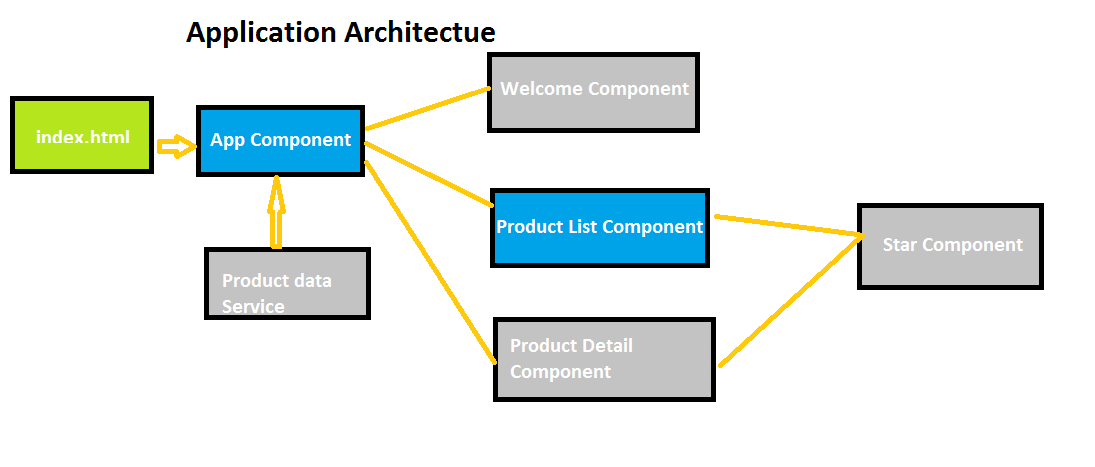 Application Architectue
Welcome Component
index.html
App Component
Product List Component
Star Component
Product data
Service
Product Detail
Component